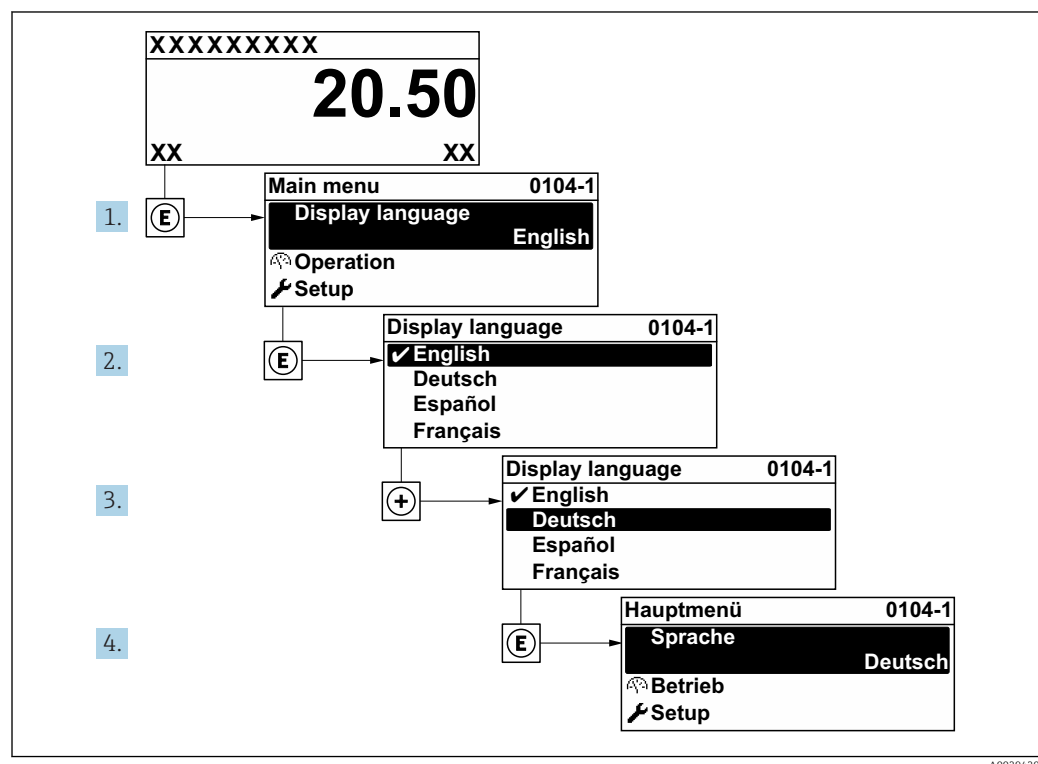 XXXXXXXXX
20.50
XX XX
1. E
Main menu 0104-1
Display language
English
Operation
Setup
2. E
Display language 0104-1
✔English
Deutsch
Español
Français
3. +
Display language 0104-1
✔English
Deutsch
Español
Français
4. E
Hauptmenü 0104-1
Sprache
Deutsch
Betrieb
Setup